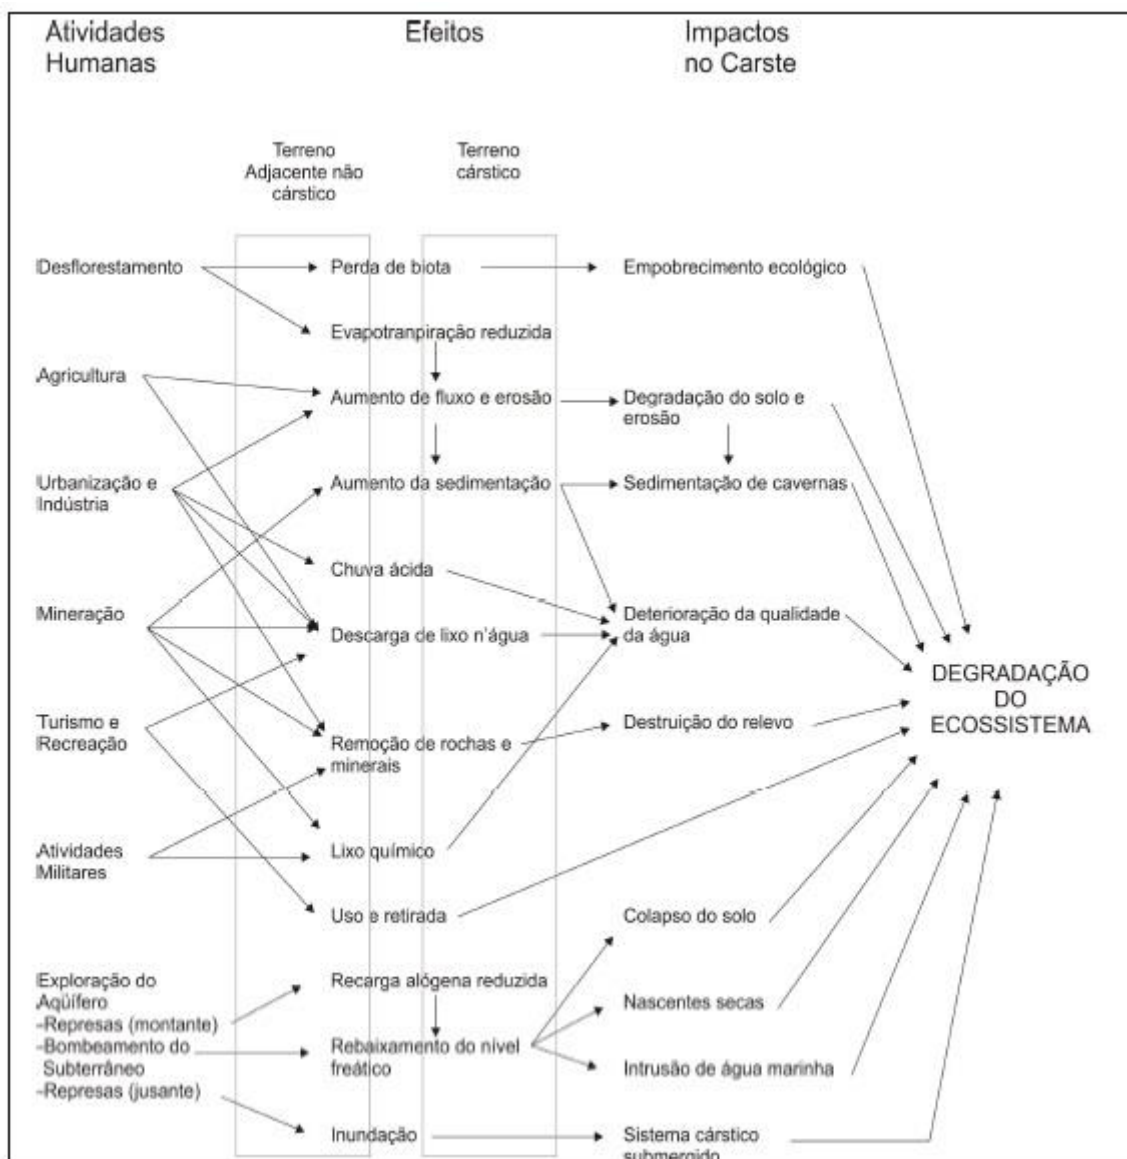 Atividades
Humanas
Efeitos
Impactos
no Carste
Terreno
Adjacente não
cárstico
Terreno
cárstico
Desflorestamento
Perda de biota
Empobrecimento ecológico
Evapotranpiração reduzida
Agricultura
Aumento de fluxo e erosão
Degradação do solo e
erosão
Urbanização e
Indústria
Aumento da sedimentação
Sedimentação de cavernas
Chuva ácida
Mineração
Descarga de lixo n'água
Deterioração da qualidade
da água
DEGRADAÇÃO
DO
ECOSSISTEMA
Turismo e
Recreação
Remoção de rochas e
minerais
Destruição do relevo
Atividades
Militares
Lixo químico
Uso e retirada
Colapso do solo
Exploração do
Aqüífero
-Represas (montante)
-Bombeamento do
Subterrâneo
-Represas (jusante)
Recarga alógena reduzida
Nascentes secas
Rebaixamento do nível
freático
Intrusão de água marinha
Inundação
Sistema cárstico
submergido